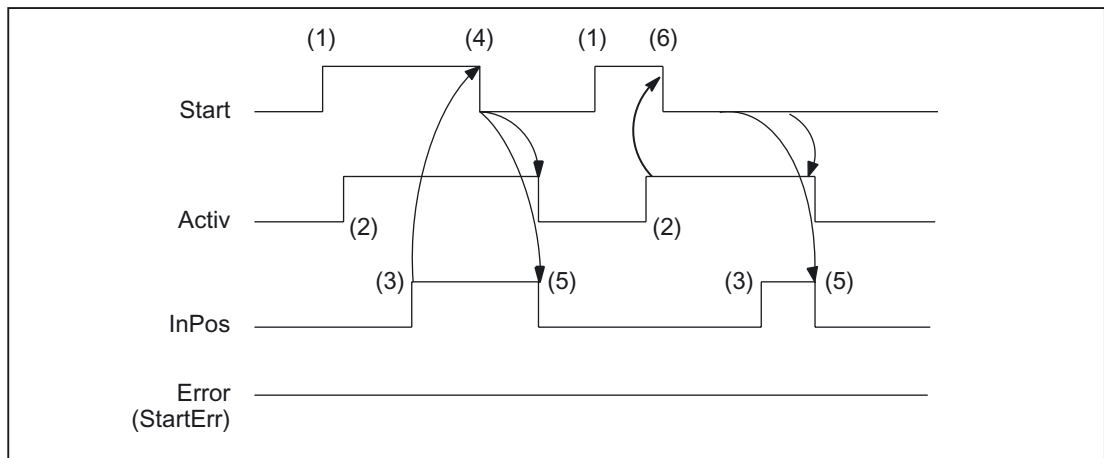 (1) (4) (1) (6)
Start
Activ
(2) (2)
(3) (5) (3) (5)
InPos
Error
(StartErr)